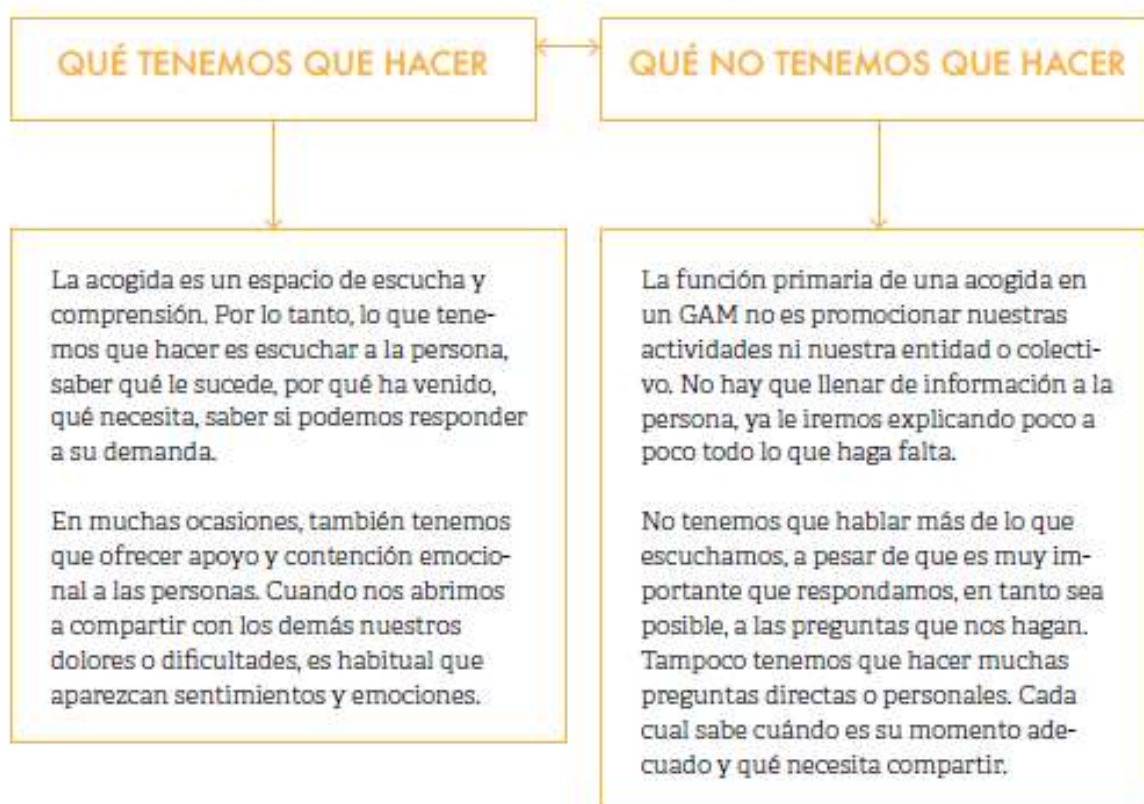 QUÉ TENEMOS QUE HACER
QUÉ NO TENEMOS QUE HACER
La acogida es un espacio de escucha y
comprensión. Por lo tanto, lo que tene-
mos que hacer es escuchar a la persona,
saber qué le sucede, por qué ha venido,
qué necesita, saber si podemos responder
a su demanda.
En muchas ocasiones, también tenemos
que ofrecer apoyo y contención emocio-
nal a las personas. Cuando nos abrimos
a compartir con los demás nuestros
dolores o dificultades, es habitual que
aparezcan sentimientos y emociones.
La función primaria de una acogida en
un GAM no es promocionar nuestras
actividades ni nuestra entidad o colecti-
vo. No hay que llenar de información a la
persona, ya le iremos explicando poco a
poco todo lo que haga falta.
No tenemos que hablar más de lo que
escuchamos, a pesar de que es muy im-
portante que respondamos, en tanto sea
posible, a las preguntas que nos hagan.
Tampoco tenemos que hacer muchas
preguntas directas o personales. Cada
cual sabe cuándo es su momento ade-
cuado y qué necesita compartir.